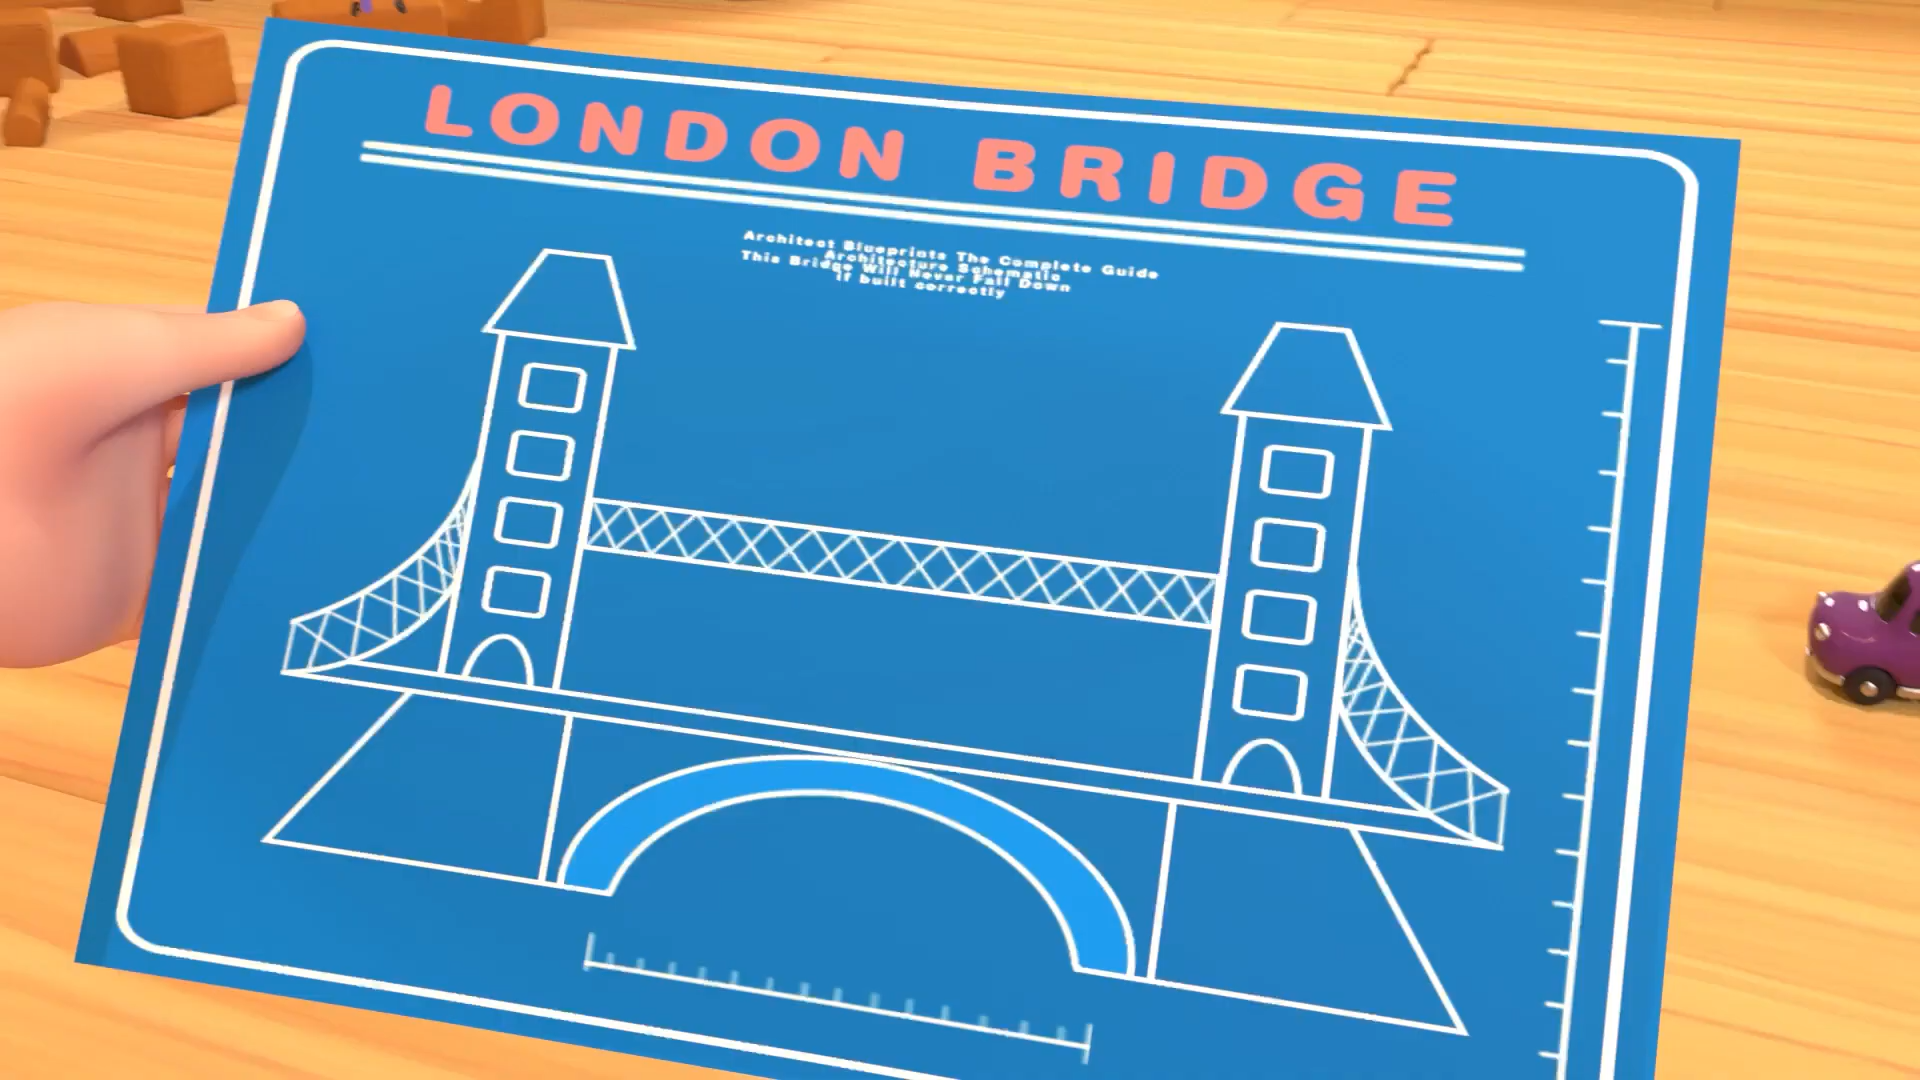 LONDON BRIDGE
Architect Blueprints The Complete Guide
Architecture Schematic
This Bridge Will Never Fall Down
If built correctly